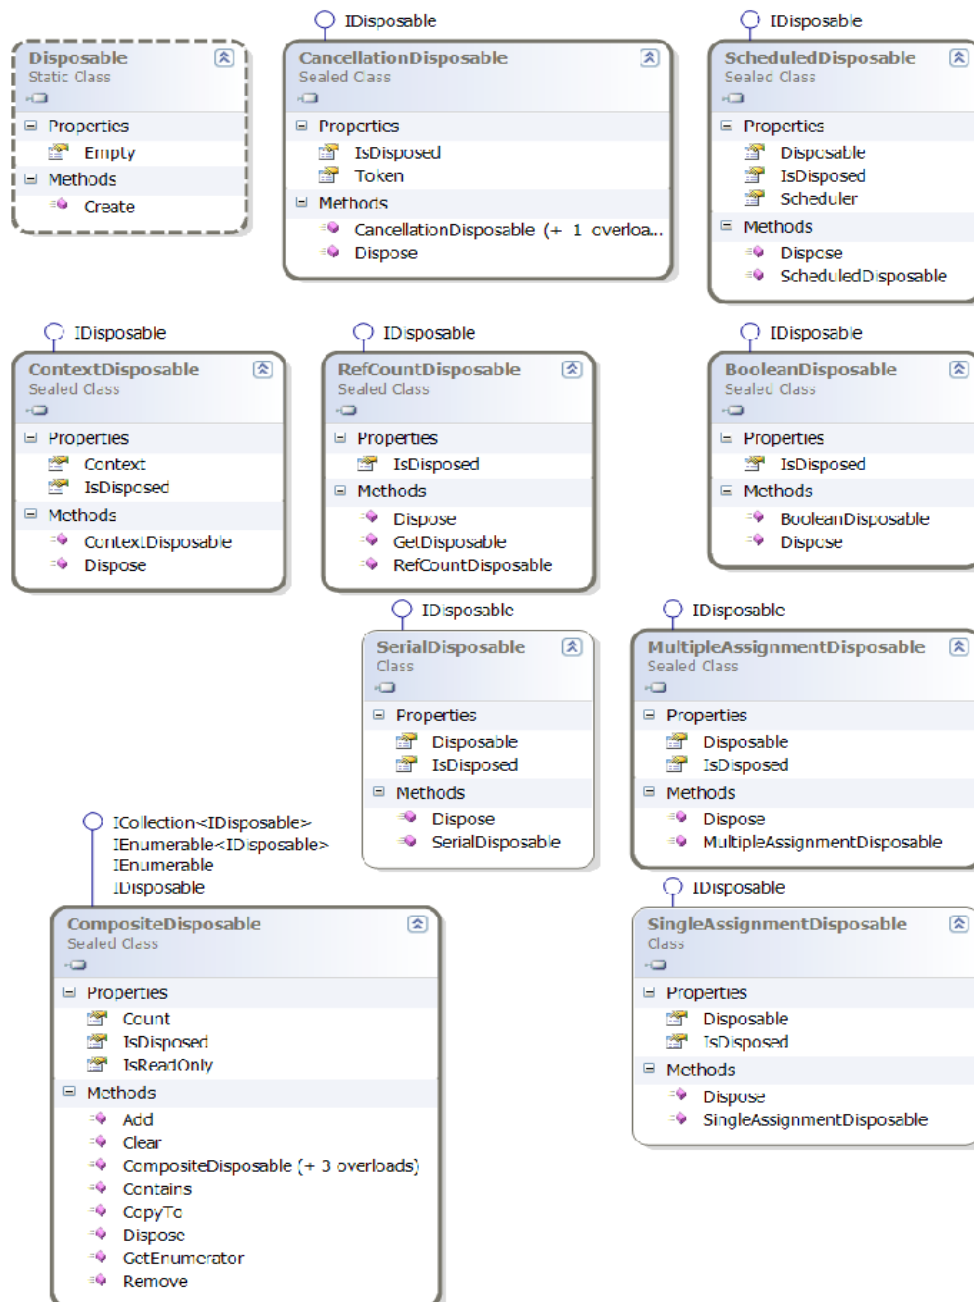 IDisposable
Disposable
Static Class
Properties
Empty
Methods
Create
CancellationDisposable
Sealed Class
Properties
IsDisposed
Token
Methods
CancellationDisposable (+ 1 overloa...
Dispose
IDisposable
ScheduledDisposable
Sealed Class
Properties
Disposable
IsDisposed
Scheduler
Methods
Dispose
ScheduledDisposable
IDisposable
ContextDisposable
Sealed Class
Properties
Context
IsDisposed
Methods
ContextDisposable
Dispose
IDisposable
RefCountDisposable
Sealed Class
Properties
IsDisposed
Methods
Dispose
GetDisposable
RefCountDisposable
IDisposable
BooleanDisposable
Sealed Class
Properties
IsDisposed
Methods
BooleanDisposable
Dispose
IDisposable
SerialDisposable
Class
Properties
Disposable
IsDisposed
Methods
Dispose
SerialDisposable
IDisposable
MultipleAssignmentDisposable
Sealed Class
Properties
Disposable
IsDisposed
Methods
Dispose
MultipleAssignmentDisposable
ICollection<IDisposable>
IEnumerable<IDisposable>
IEnumerable
IDisposable
CompositeDisposable
Sealed Class
Properties
Count
IsDisposed
IsReadOnly
Methods
Add
Clear
CompositeDisposable (+ 3 overloads)
Contains
CopyTo
Dispose
GetEnumerator
Remove
IDisposable
SingleAssignmentDisposable
Class
Properties
Disposable
IsDisposed
Methods
Dispose
SingleAssignmentDisposable